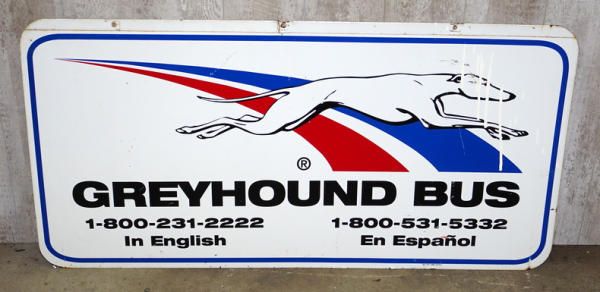 ®
GREYHOUND BUS
1-800-231-2222 1-800-531-5332
In English En Español